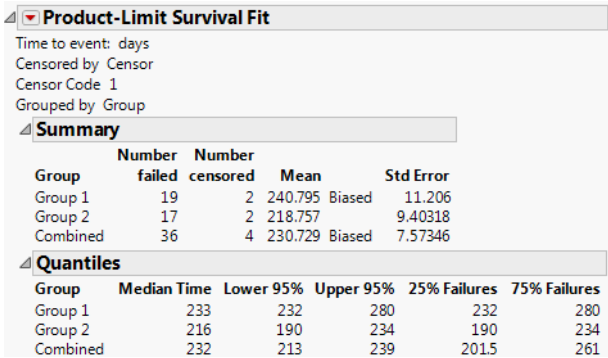 Product-Limit Survival Fit
Time to event: days
Censored by Censor
Censor Code 1
Grouped by Group
Summary
Number Number
Group failed censored Mean Std Error
Group 1 19 2 240.795 Biased 11.206
Group 2 17 2 218.757 9.40318
Combined 36 4 230.729 Biased 7.57346
Quantiles
Group Median Time Lower 95% Upper 95% 25% Failures 75% Failures
Group 1 233 232 280 232 280
Group 2 216 190 234 190 234
Combined 232 213 239 201.5 261